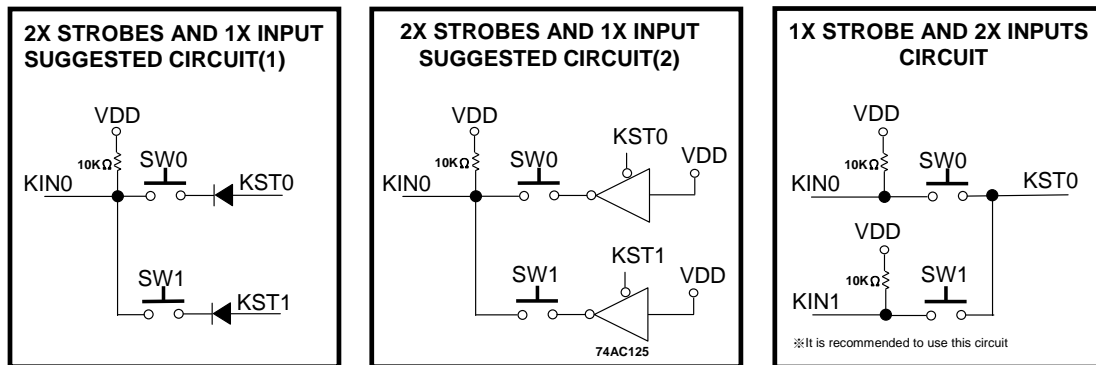 2X STROBES AND 1X INPUT
SUGGESTED CIRCUIT(1)
VDD
10KΩ
SW0
KIN0
KST0
SW1
KST1
2X STROBES AND 1X INPUT
SUGGESTED CIRCUIT(2)
VDD
KST0
10KΩ
SW0
VDD
KIN0
KST1
SW1
VDD
74AC125
1X STROBE AND 2X INPUTS
CIRCUIT
VDD
10KΩ
SW0
KIN0
KST0
VDD
10KΩ
SW1
KIN1
※It is recommended to use this circuit